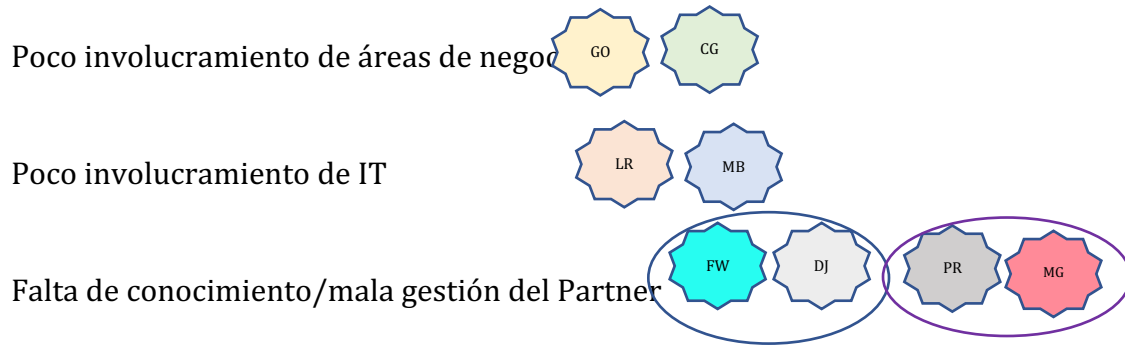 Poco involucramiento de áreas de negoc GO CG
Poco involucramiento de IT LR MB
Falta de conocimiento/mala gestión del Partner FW DJ PR MG